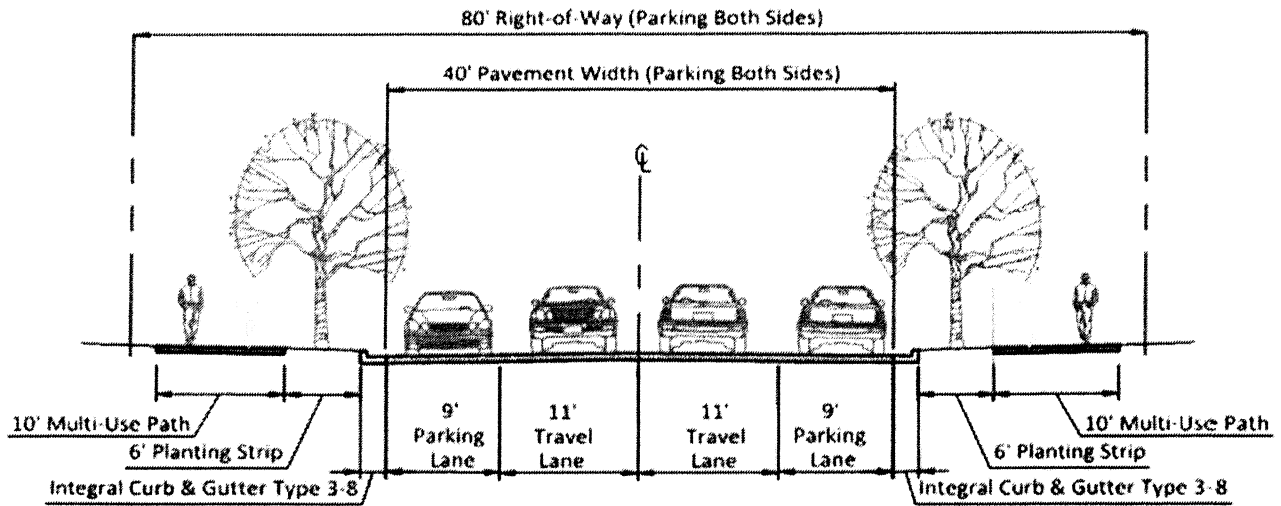 80' Right-of-Way (Parking Both Sides)
40' Pavement Width (Parking Both Sides)
℄
10' Multi-Use Path
6' Planting Strip
Integral Curb & Gutter Type 3-8
9'
Parking
Lane
11'
Travel
Lane
11'
Travel
Lane
9'
Parking
Lane
10' Multi-Use Path
6' Planting Strip
Integral Curb & Gutter Type 3-8